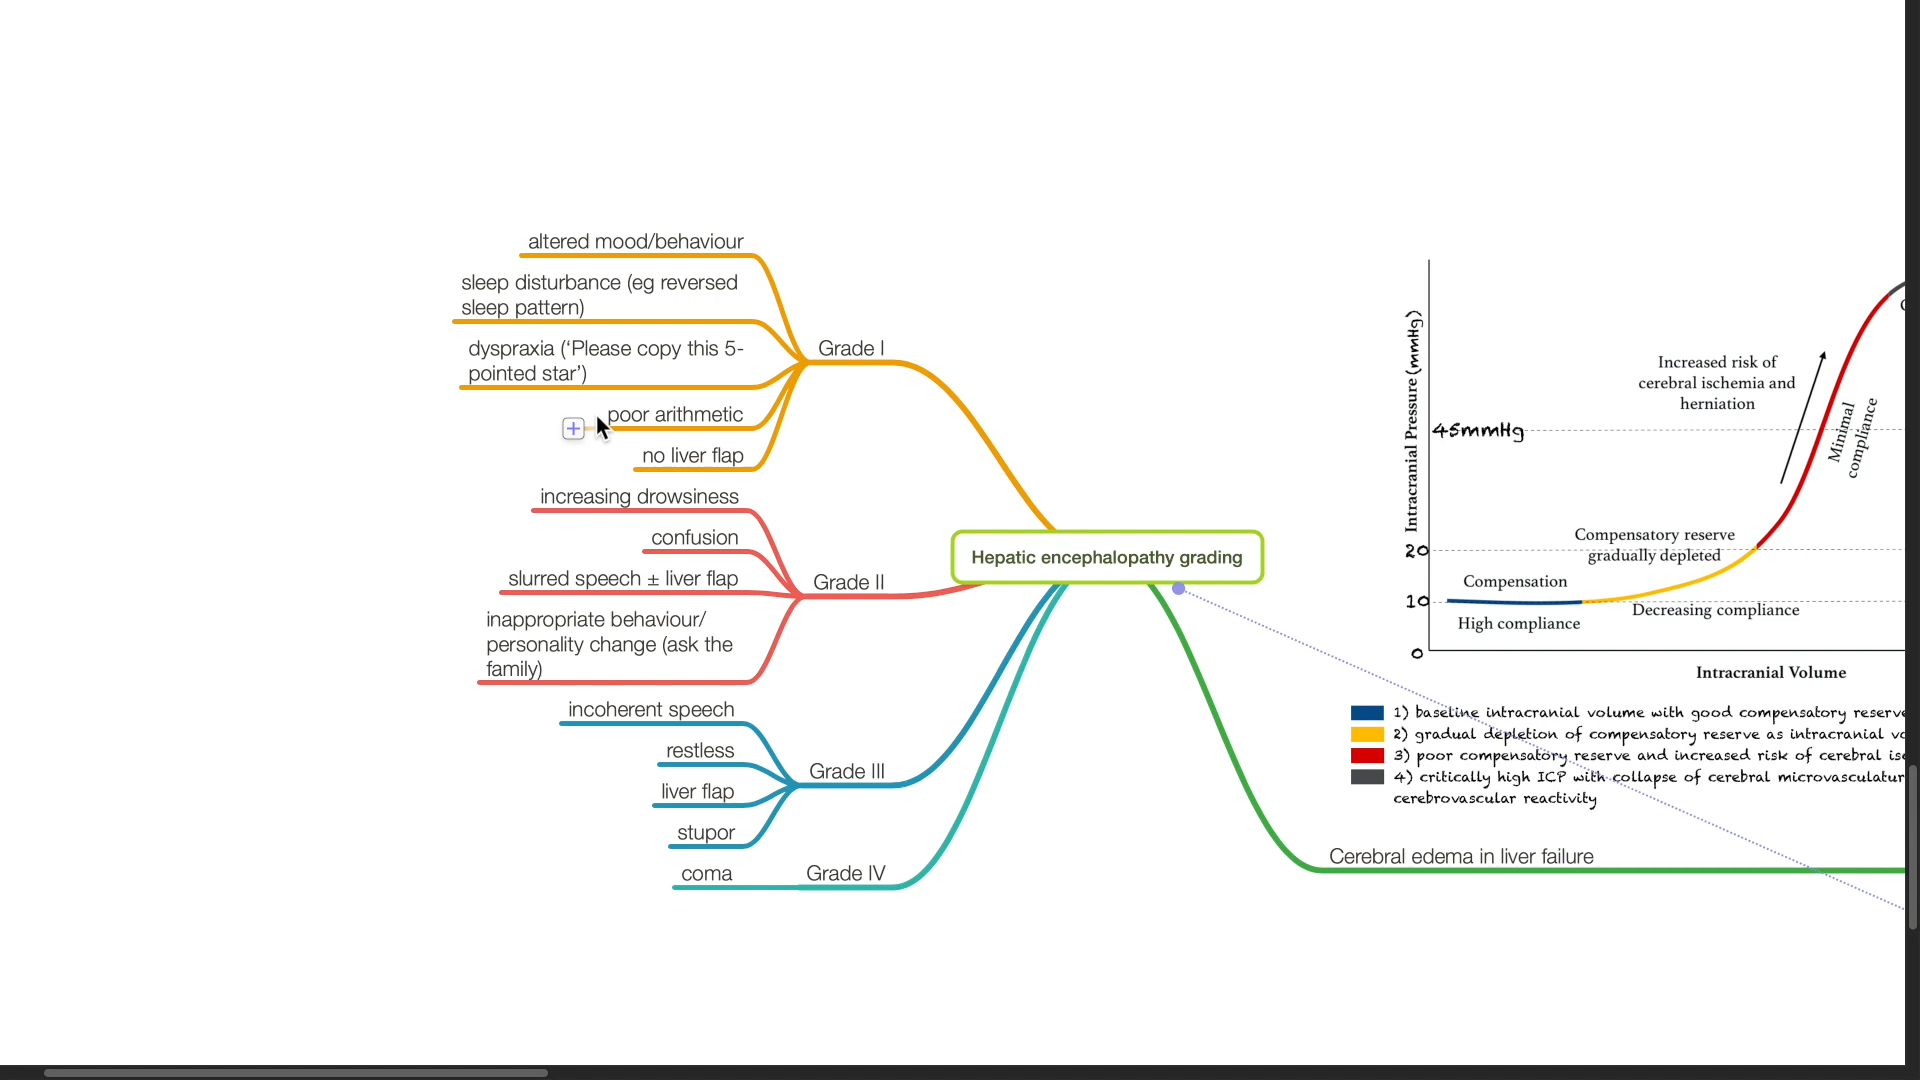 altered mood/behaviour
sleep disturbance (eg reversed
sleep pattern)
dyspraxia (‘Please copy this 5-
pointed star’)
poor arithmetic
no liver flap
Grade I
increasing drowsiness
confusion
slurred speech ± liver flap
inappropriate behaviour/
personality change (ask the
family)
Grade II
incoherent speech
restless
liver flap
stupor
Grade III
coma
Grade IV
Hepatic encephalopathy grading
Cerebral edema in liver failure
Intracranial Pressure (mmHg)
45mmHg
20
10
0
Increased risk of
cerebral ischemia and
herniation
Minimal
compliance
Compensatory reserve
gradually depleted
Compensation
Decreasing compliance
High compliance
Intracranial Volume
1) baseline intracranial volume with good compensatory reserve
2) gradual depletion of compensatory reserve as intracranial
3) poor compensatory reserve and increased risk of cerebral
4) critically high ICP with collapse of cerebral
cerebrovascular reactivity